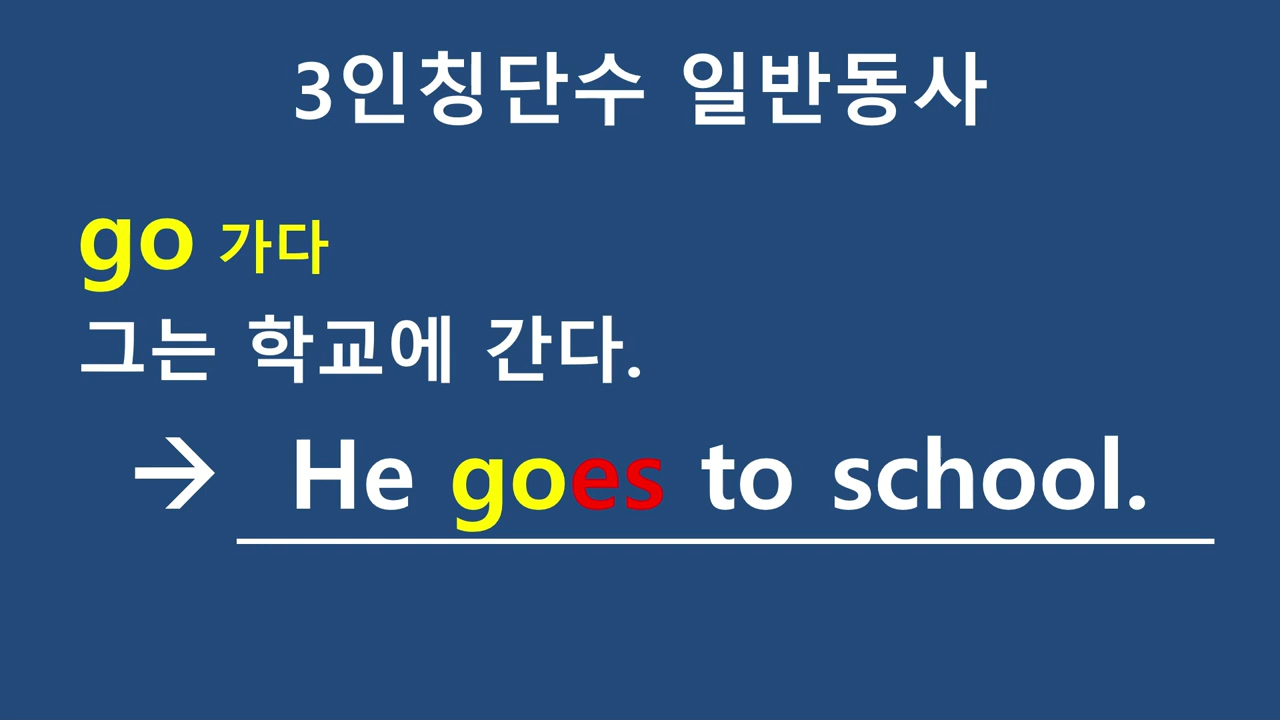 3인칭단수 일반동사
go 가다
그는 학교에 간다.
→ He goes to school.